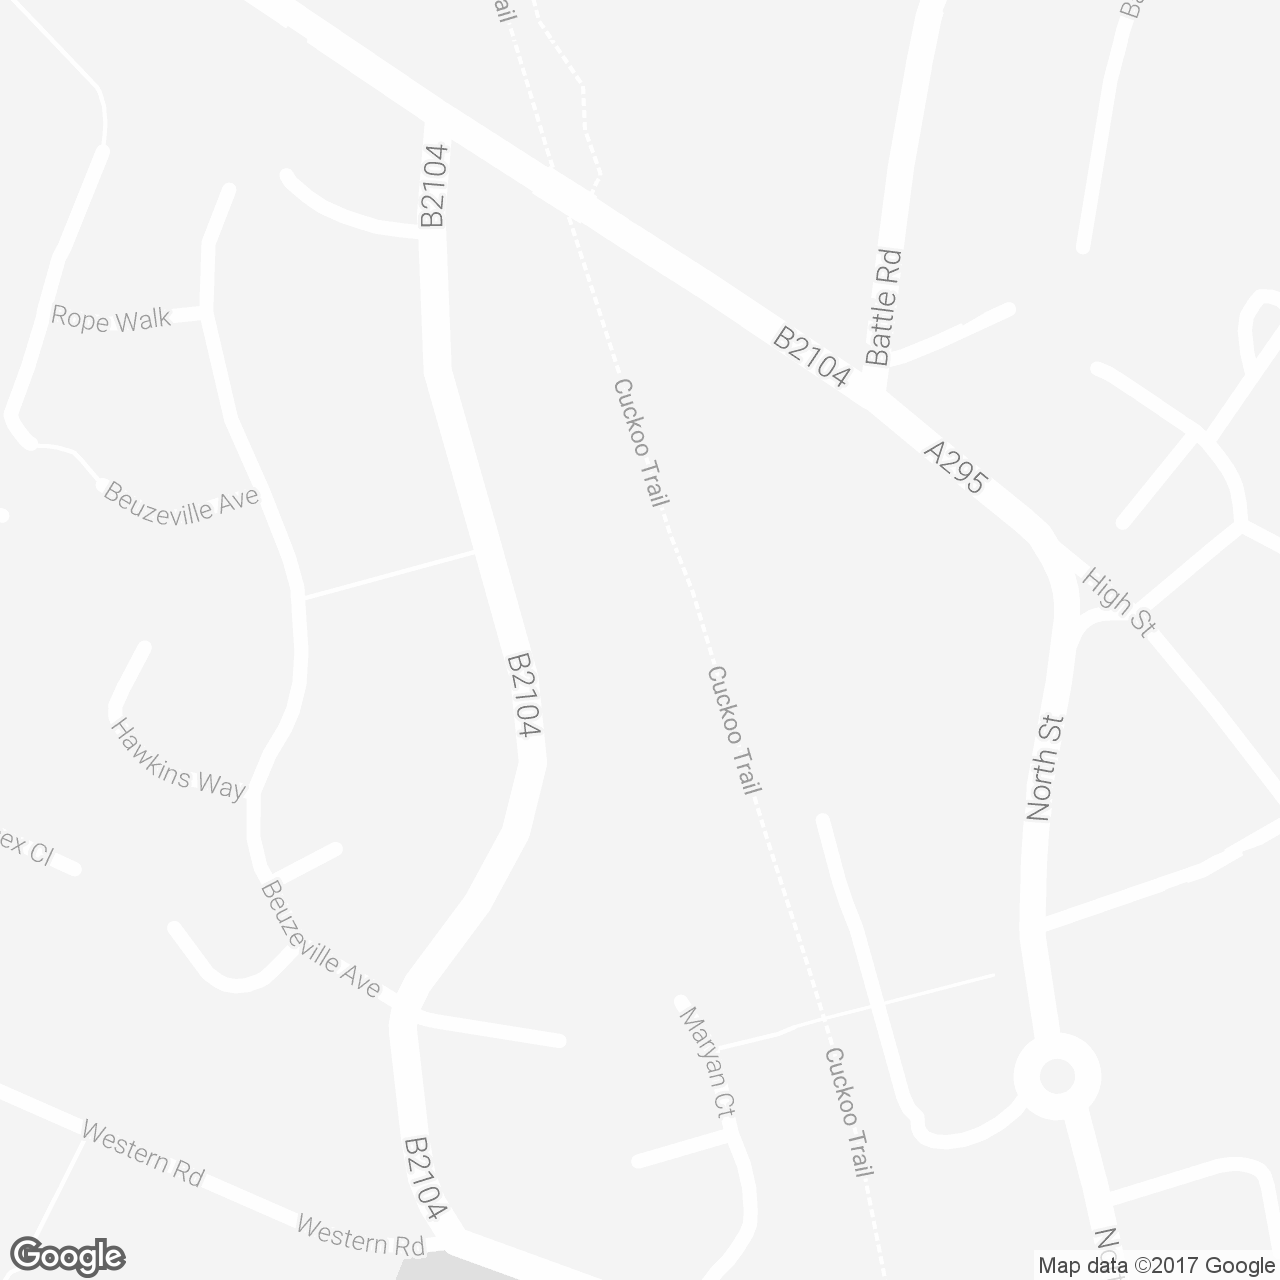 B2104
Battle Rd
Rope Walk
B2104
Cuckoo Trail
A295
Beuzeville Ave
High St
B2104
Cuckoo Trail
North St
Hawkins Way
Beuzeville Ave
Maryan Ct
Cuckoo Trail
Western Rd
B2104
Western Rd
Google
Map data ©2017 Google